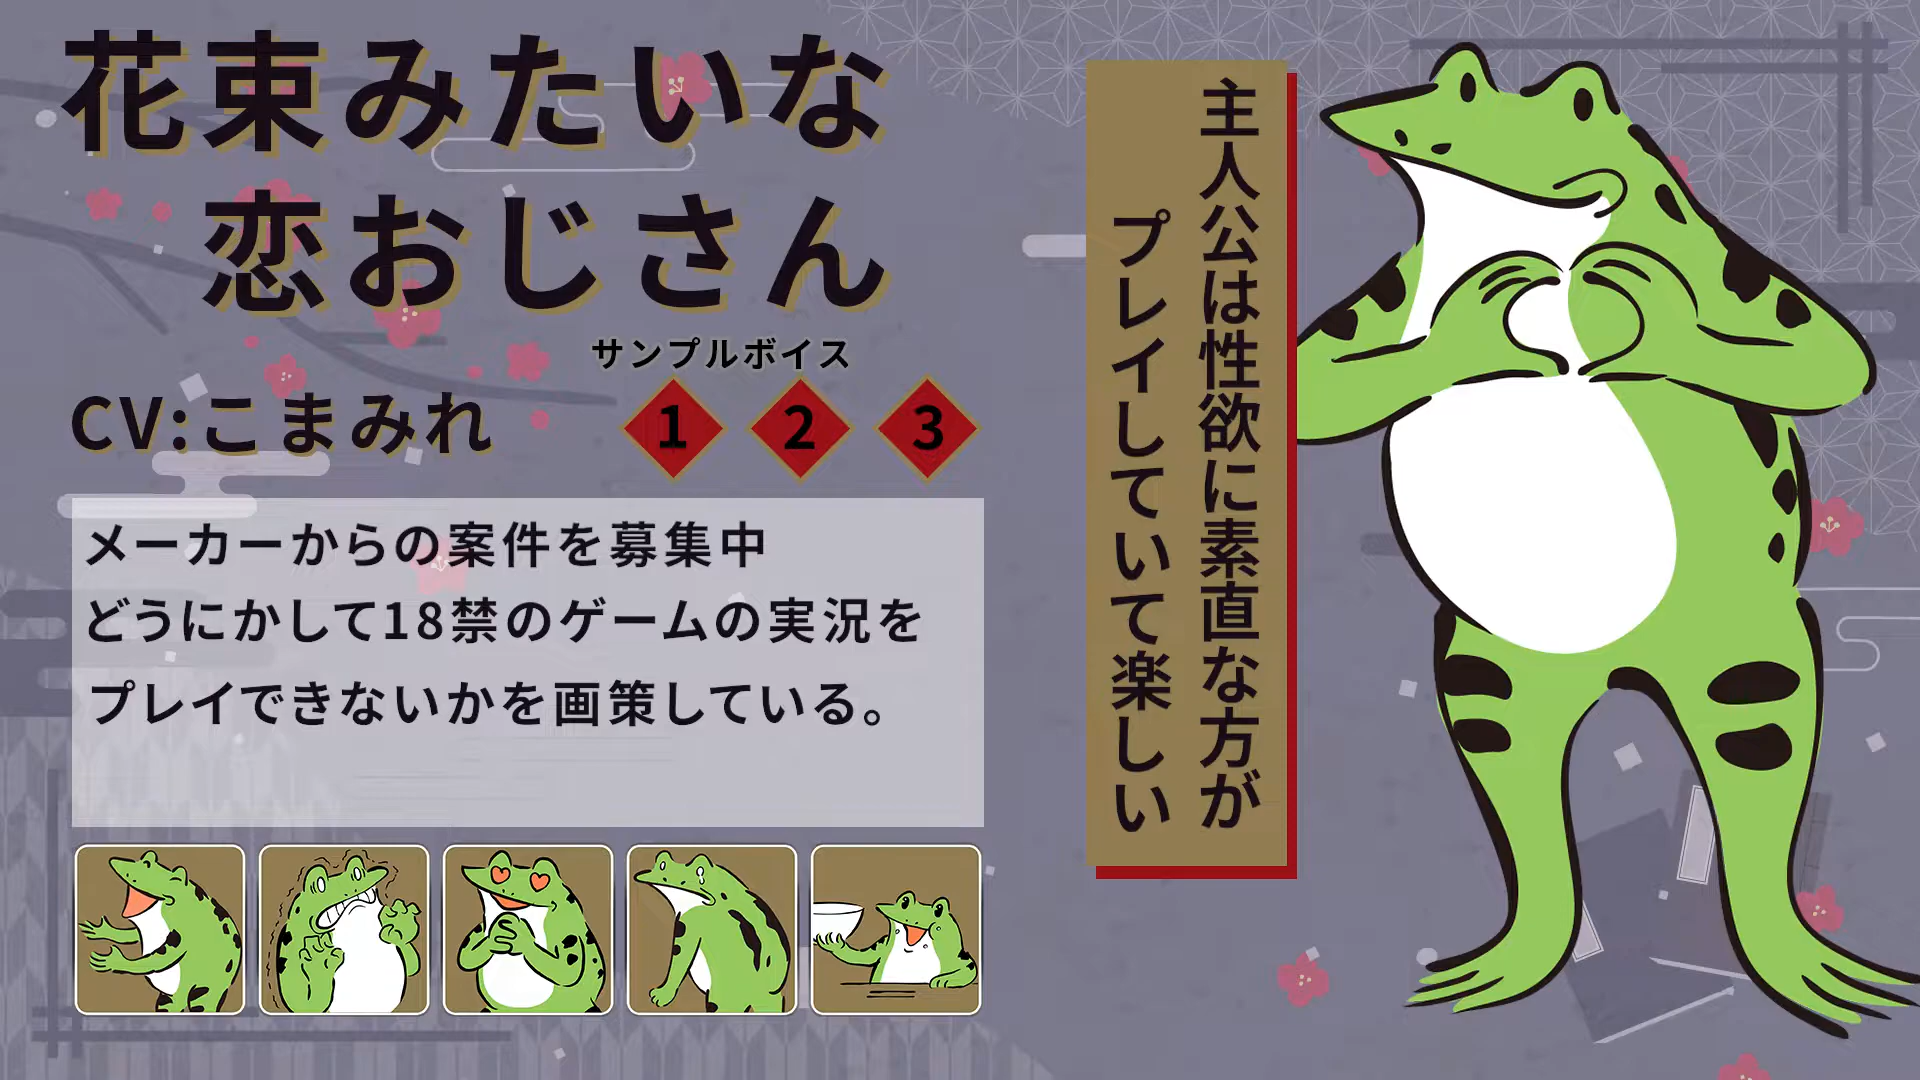 花束みたいな
恋おじさん
サンプルボイス
CV:こまみれ
1 2 3
メーカーからの案件を募集中
どうにかして18禁のゲームの実況を
プレイできないかを画策している。
主人公は性欲に素直な方が
プレイしていて楽しい